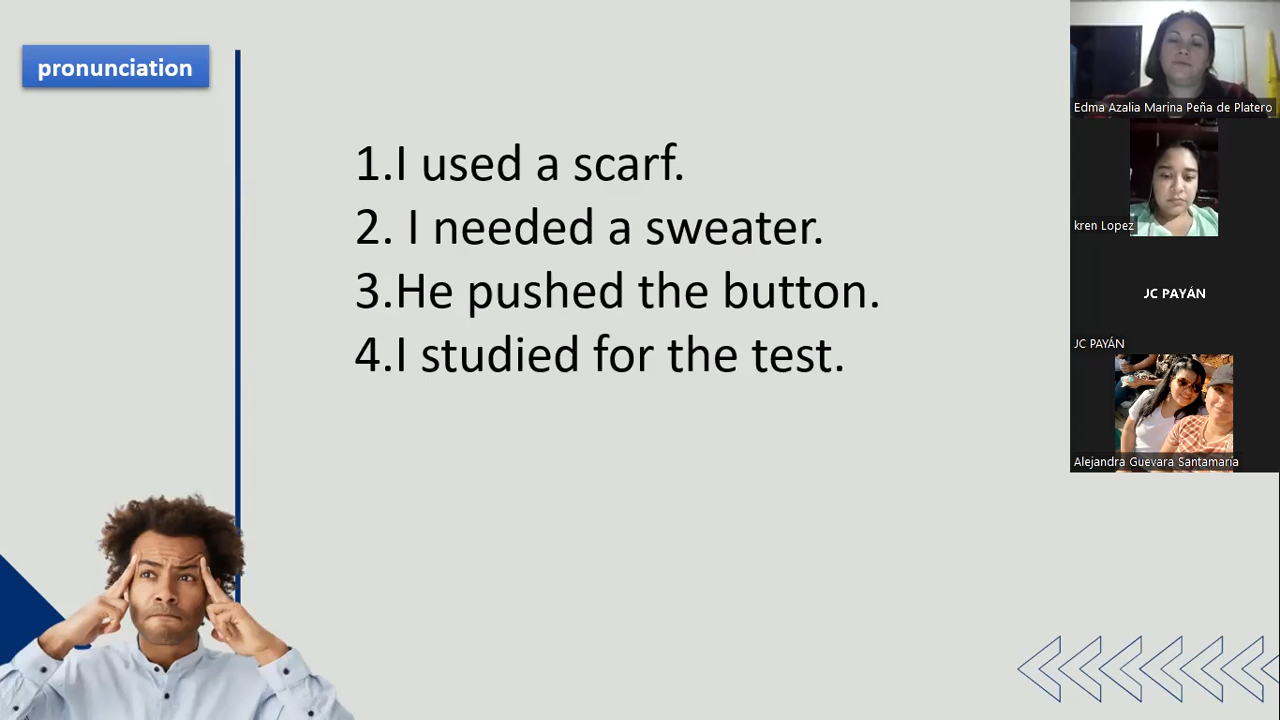 pronunciation
1.I used a scarf.
2. I needed a sweater.
3.He pushed the button.
4.I studied for the test.
Edma Azalia Marina Peña de Platero
kren Lopez
JC PAYÁN
JC PAYÁN
Alejandra Guevara Santamaría